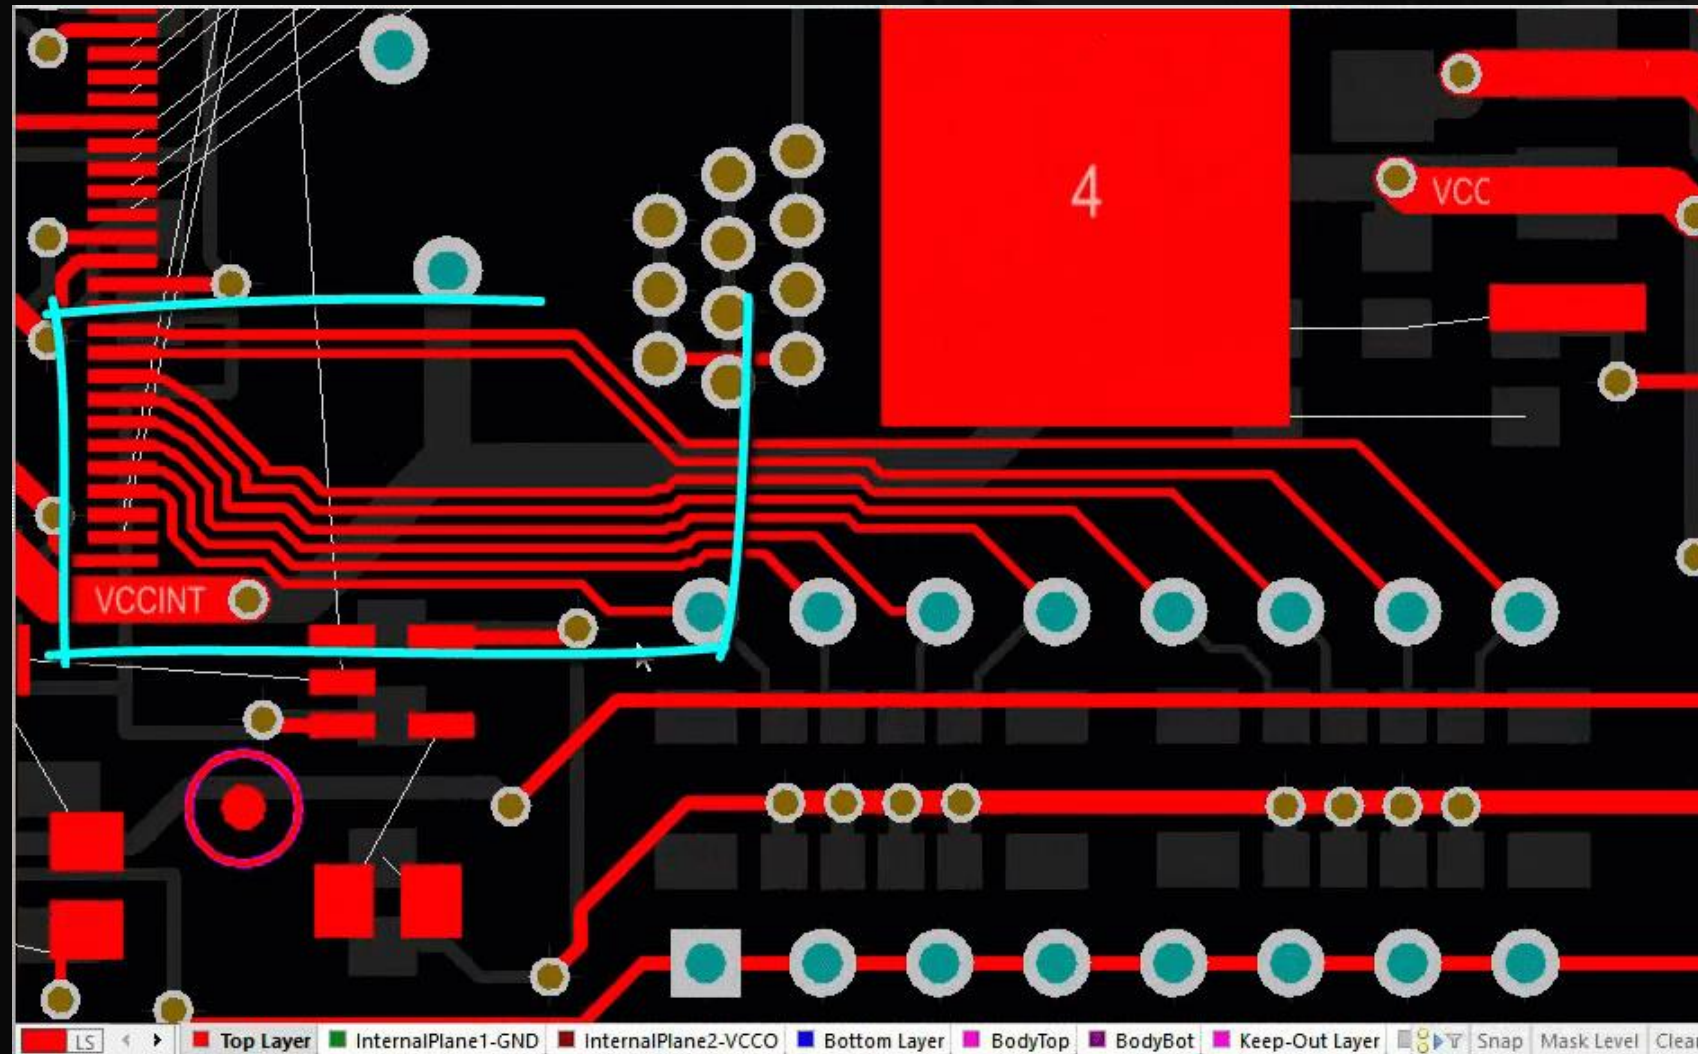 4
VCC
VCCINT
LS Top Layer InternalPlane1-GND InternalPlane2-VCCO Bottom Layer BodyTop BodyBot Keep-Out Layer Snap Mask Level Clear